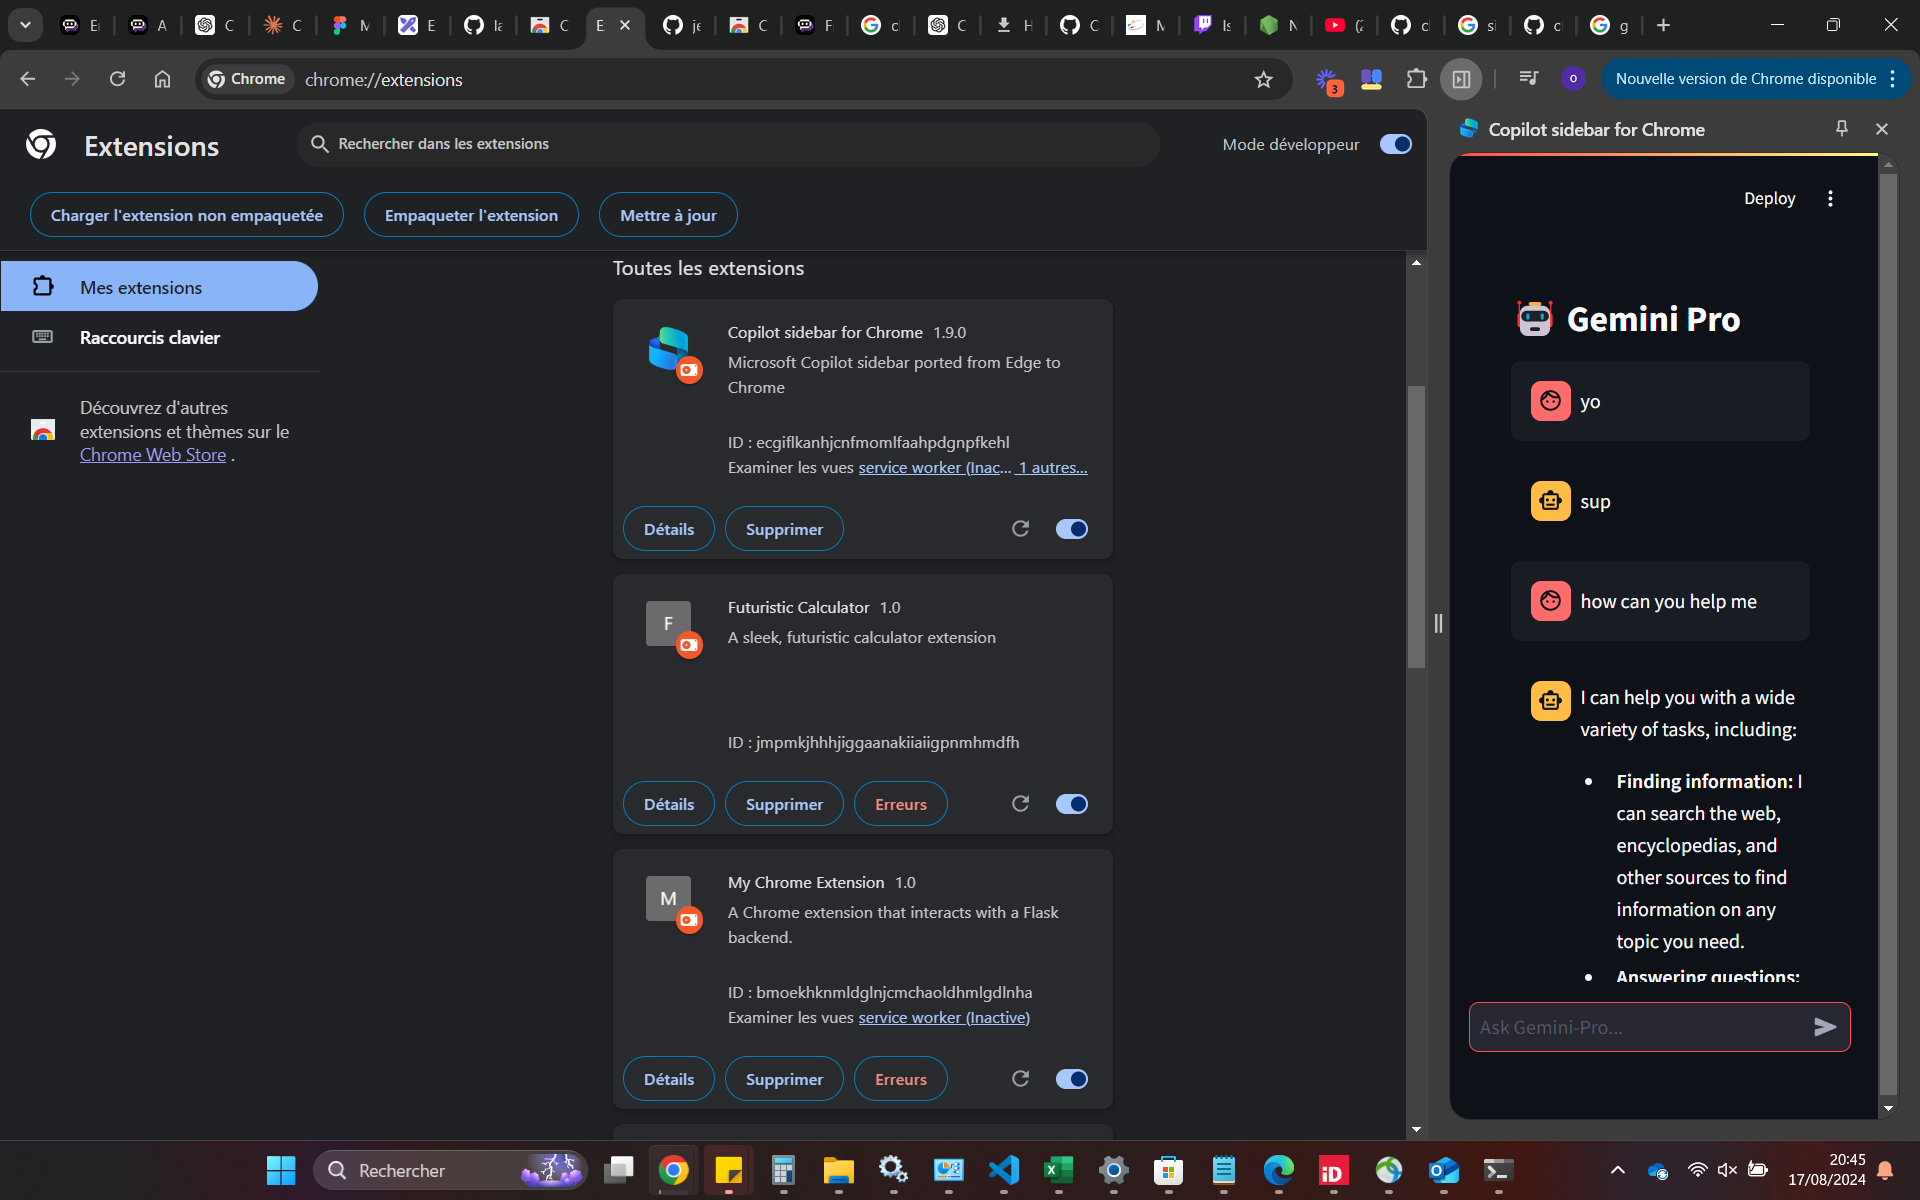 E
A
C
C
M
E
la
C
E
je
C
F
cl
C
H
C
M
Is
N
(2
cl
si
cl
g
Chrome
chrome://extensions
3
O
Nouvelle version de Chrome disponible
Extensions
Rechercher dans les extensions
Mode développeur
Charger l'extension non empaquetée
Empaqueter l'extension
Mettre à jour
Mes extensions
Raccourcis clavier
Découvrez d'autres
extensions et thèmes sur le
Chrome Web Store .
Toutes les extensions
Copilot sidebar for Chrome 1.9.0
Microsoft Copilot sidebar ported from Edge to
Chrome
ID : ecgiflkanhjcnfmomlfaahpdgnpfkehl
Examiner les vues service worker (Inac... 1 autres...
Détails
Supprimer
F
Futuristic Calculator 1.0
A sleek, futuristic calculator extension
ID : jmpmkjhhhjiggaanakiiaiigpnmhmdfh
Détails
Supprimer
Erreurs
M
My Chrome Extension 1.0
A Chrome extension that interacts with a Flask
backend.
ID : bmoekhknmldglnjcmchaoldhmlgdlnha
Examiner les vues service worker (Inactive)
Détails
Supprimer
Erreurs
Copilot sidebar for Chrome
Deploy
Gemini Pro
yo
sup
how can you help me
I can help you with a wide
variety of tasks, including:
• Finding information: I
can search the web,
encyclopedias, and
other sources to find
information on any
topic you need.
• Answering questions:
Ask Gemini-Pro...
Rechercher
iD
20:45
17/08/2024